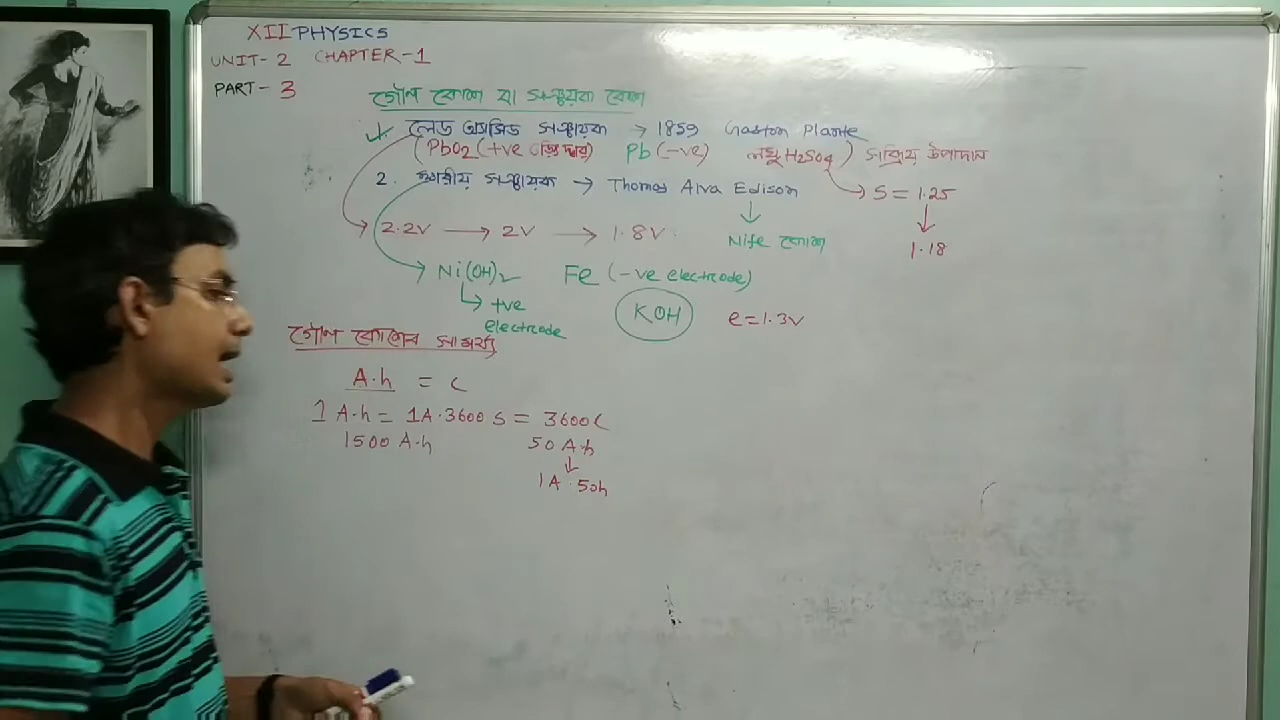 XII PHYSICS
UNIT- 2 CHAPTER-1
PART- 3
গৌণ কোশ বা সঞ্চয়ক কোশ
লেড অ্যাসিড সঞ্চায়ক → 1859 Gaston Plante
(PbO2 (+ve তড়িদ্দ্বার) Pb (-ve) লঘু H2SO4) সক্রিয় উপাদান
2. ক্ষারীয় সঞ্চায়ক → Thomas Alva Edison → S = 1.25
→ 2.2V → 2V → 1.8V. ↓ Nife কোশ ↓ 1.18
→ Ni(OH)2 Fe (-ve electrode)
↳ +ve electrode KOH e = 1.3V
গৌণ কোশের সামর্থ্য
A.h = C
1 A.h = 1A.3600 S = 3600C
1500 A.h 50 A.h
↓
1A . 50h